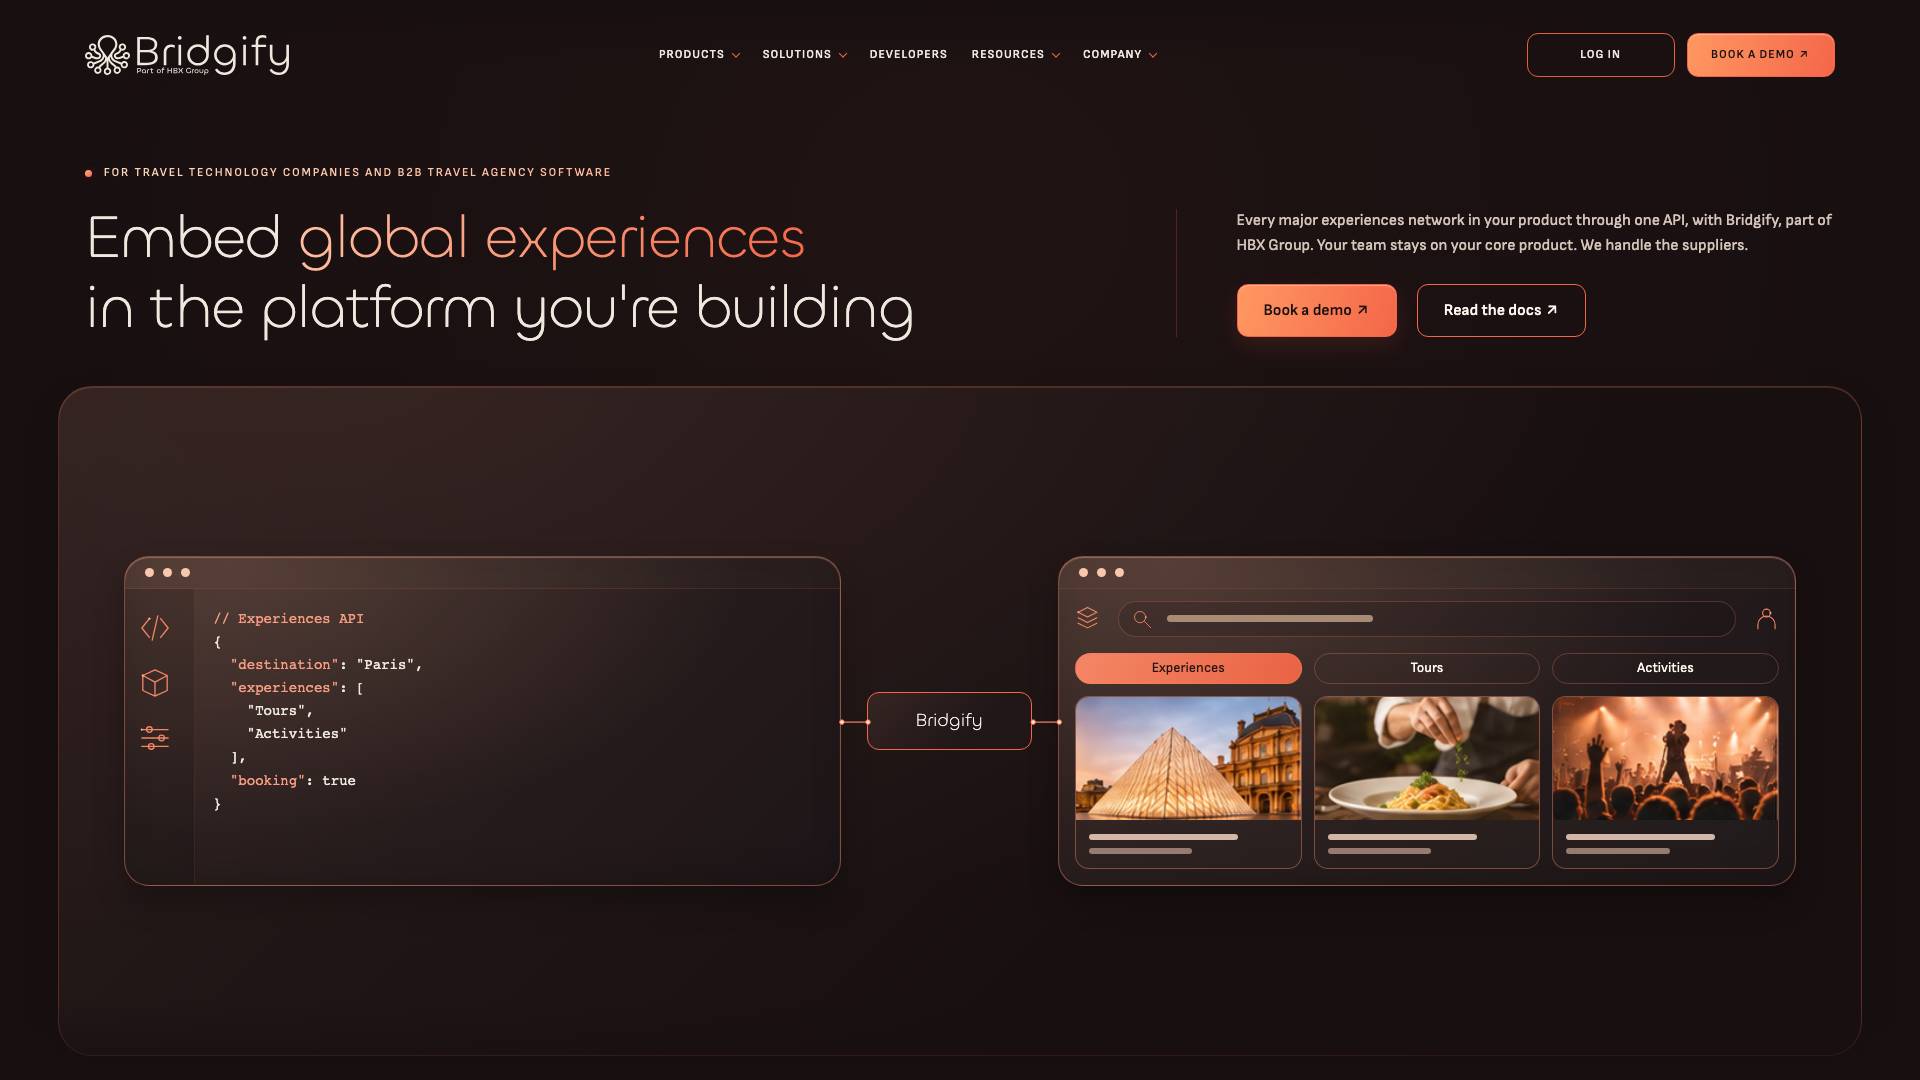 Bridgify
Part of HBX Group
PRODUCTS
SOLUTIONS
DEVELOPERS
RESOURCES
COMPANY
LOG IN
BOOK A DEMO ↗
FOR TRAVEL TECHNOLOGY COMPANIES AND B2B TRAVEL AGENCY SOFTWARE
Embed global experiences
in the platform you're building
Every major experiences network in your product through one API, with Bridgify, part of
HBX Group. Your team stays on your core product. We handle the suppliers.
Book a demo ↗
Read the docs ↗
// Experiences API
{
"destination": "Paris",
"experiences": [
"Tours",
"Activities"
],
"booking": true
}
Bridgify
Experiences
Tours
Activities